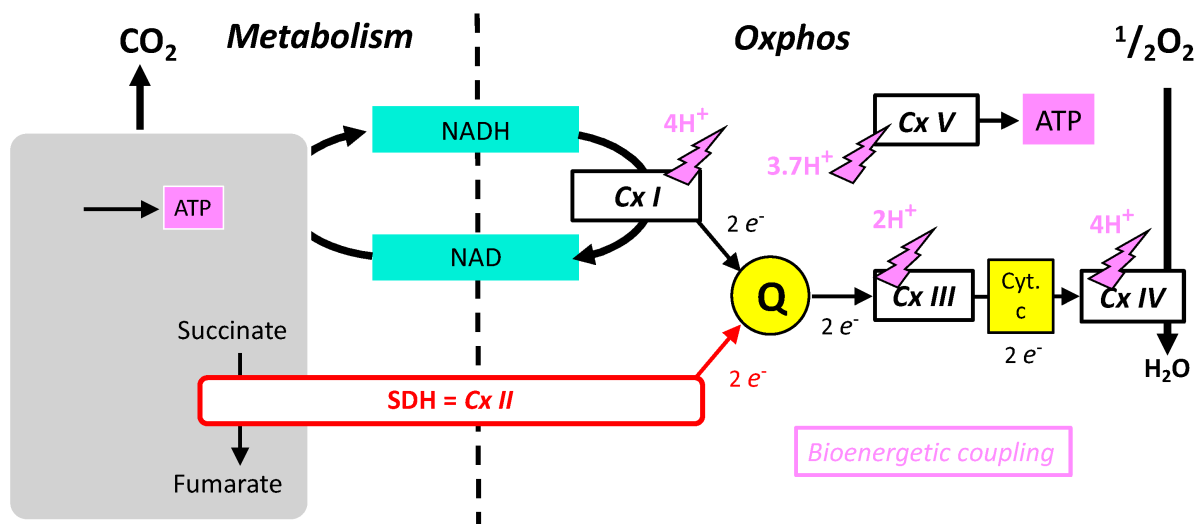 Metabolism
Oxphos
CO₂
¹/₂O₂
NADH
4H⁺
Cx V
ATP
3.7H⁺
Cx I
ATP
2 e⁻
2H⁺
4H⁺
NAD
Q
Cx III
Cyt.
c
Cx IV
2 e⁻
2 e⁻
Succinate
H₂O
2 e⁻
SDH = Cx II
Bioenergetic coupling
Fumarate